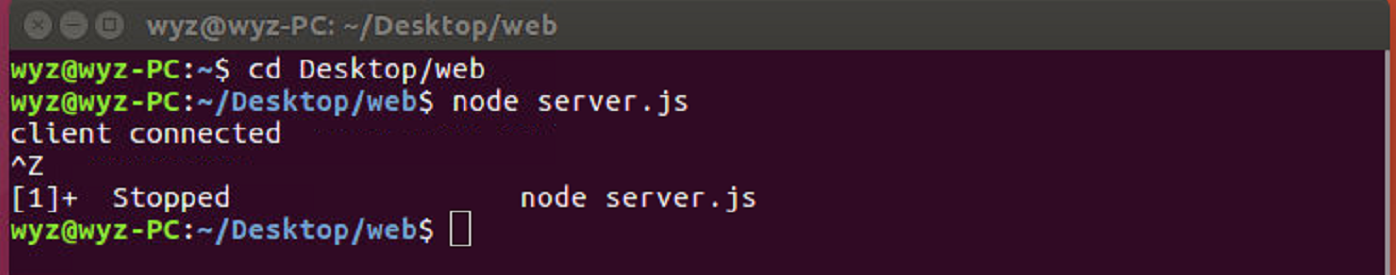 wyz@wyz-PC: ~/Desktop/web
wyz@wyz-PC:~$ cd Desktop/web
wyz@wyz-PC:~/Desktop/web$ node server.js
client connected
^Z
[1]+  Stopped                 node server.js
wyz@wyz-PC:~/Desktop/web$